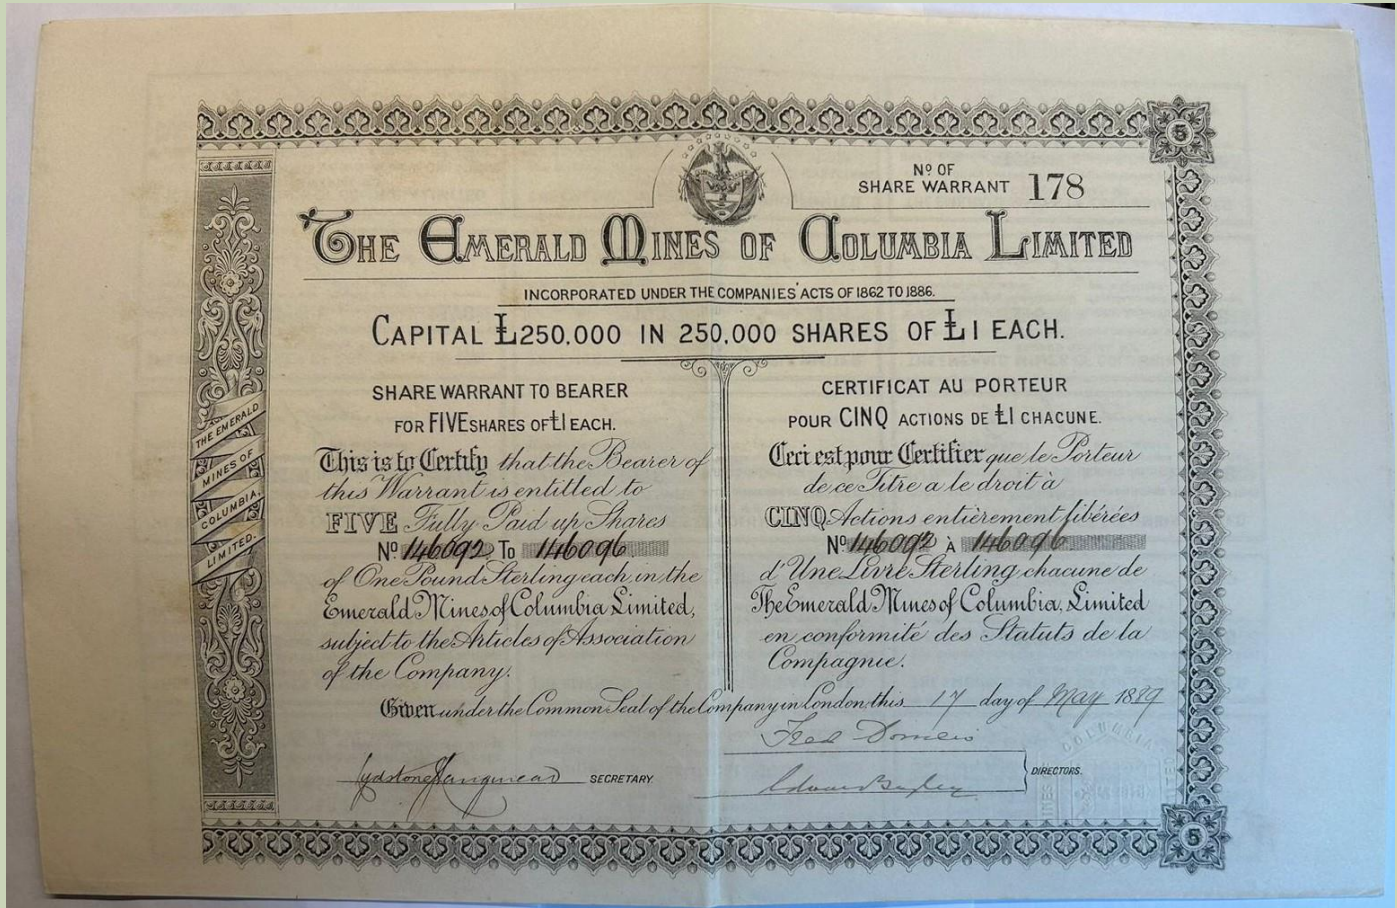 5
Nº OF
SHARE WARRANT 178
THE EMERALD MINES OF COLUMBIA LIMITED
INCORPORATED UNDER THE COMPANIES' ACTS OF 1862 TO 1886.
CAPITAL £250,000 IN 250,000 SHARES OF £1 EACH.
SHARE WARRANT TO BEARER
FOR FIVE SHARES OF £1 EACH.
This is to Certify that the Bearer of
this Warrant is entitled to
FIVE Fully Paid up Shares
Nº 146092 TO 146096
of One Pound Sterling each in the
Emerald Mines of Columbia Limited,
subject to the Articles of Association
of the Company.
CERTIFICAT AU PORTEUR
POUR CINQ ACTIONS DE £1 CHACUNE.
Ceci est pour Certifier que le Porteur
de ce Titre a le droit à
CINQ Actions entièrement libérées
Nº 146092 À 146096
d'Une Livre Sterling chacune de
The Emerald Mines of Columbia, Limited
en conformité des Statuts de la
Compagnie.
THE EMERALD
MINES OF
COLUMBIA,
LIMITED.
Given under the Common Seal of the Company in London this 17 day of May 1889
SECRETARY.
DIRECTORS.
COLUMBIA
5